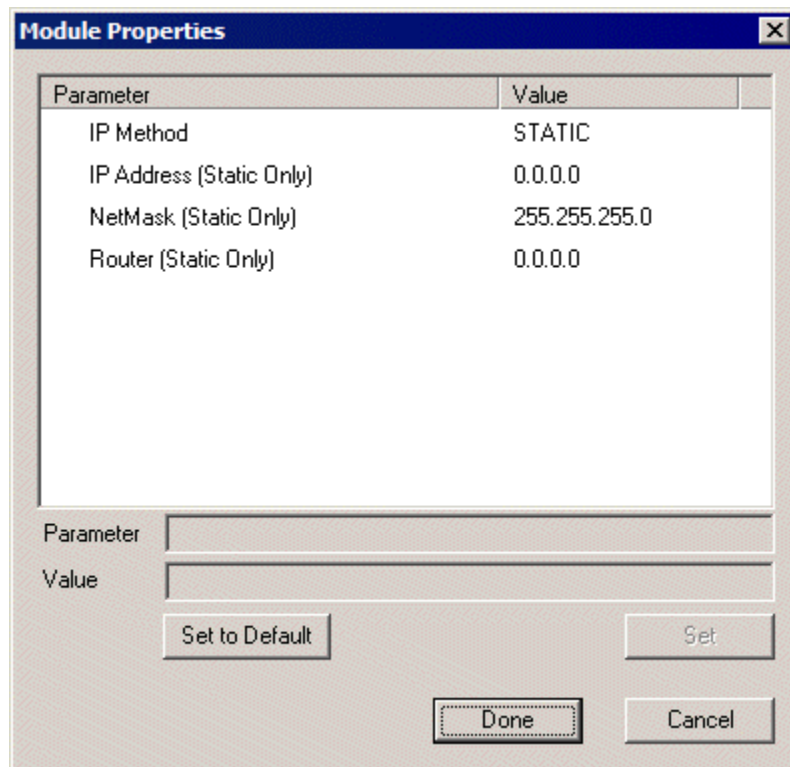 Module Properties
Parameter Value
IP Method STATIC
IP Address (Static Only) 0.0.0.0
NetMask (Static Only) 255.255.255.0
Router (Static Only) 0.0.0.0
Parameter
Value
Set to Default Set
Done Cancel